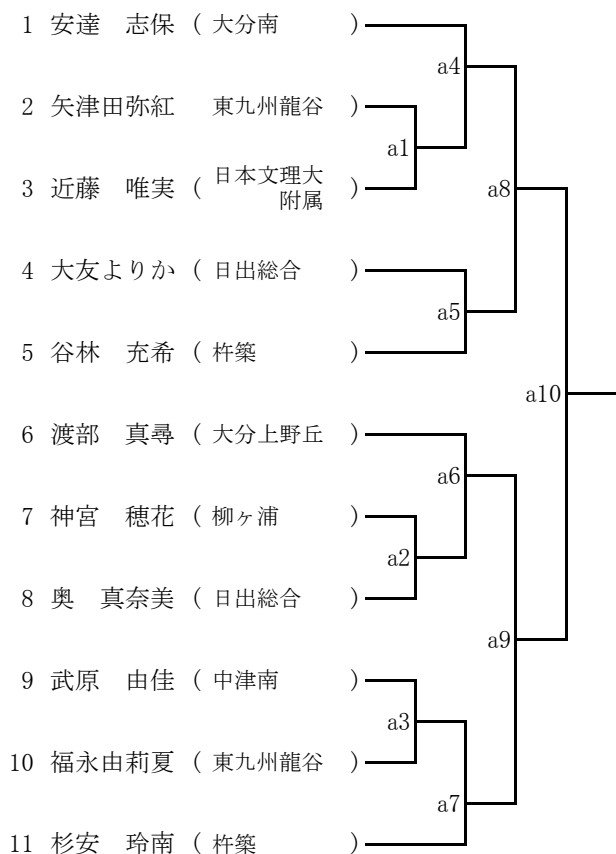 1 安達 志保 ( 大分南 )
a4
2 矢津田弥紅 東九州龍谷 )
a1
3 近藤 唯実 ( 日本文理大
附属 )
a8
4 大友よりか ( 日出総合 )
a5
5 谷林 充希 ( 杵築 )
a10
6 渡部 真尋 ( 大分上野丘 )
a6
7 神宮 穂花 ( 柳ヶ浦 )
a2
8 奥 真奈美 ( 日出総合 )
a9
9 武原 由佳 ( 中津南 )
a3
10 福永由莉夏 ( 東九州龍谷 )
a7
11 杉安 玲南 ( 杵築 )